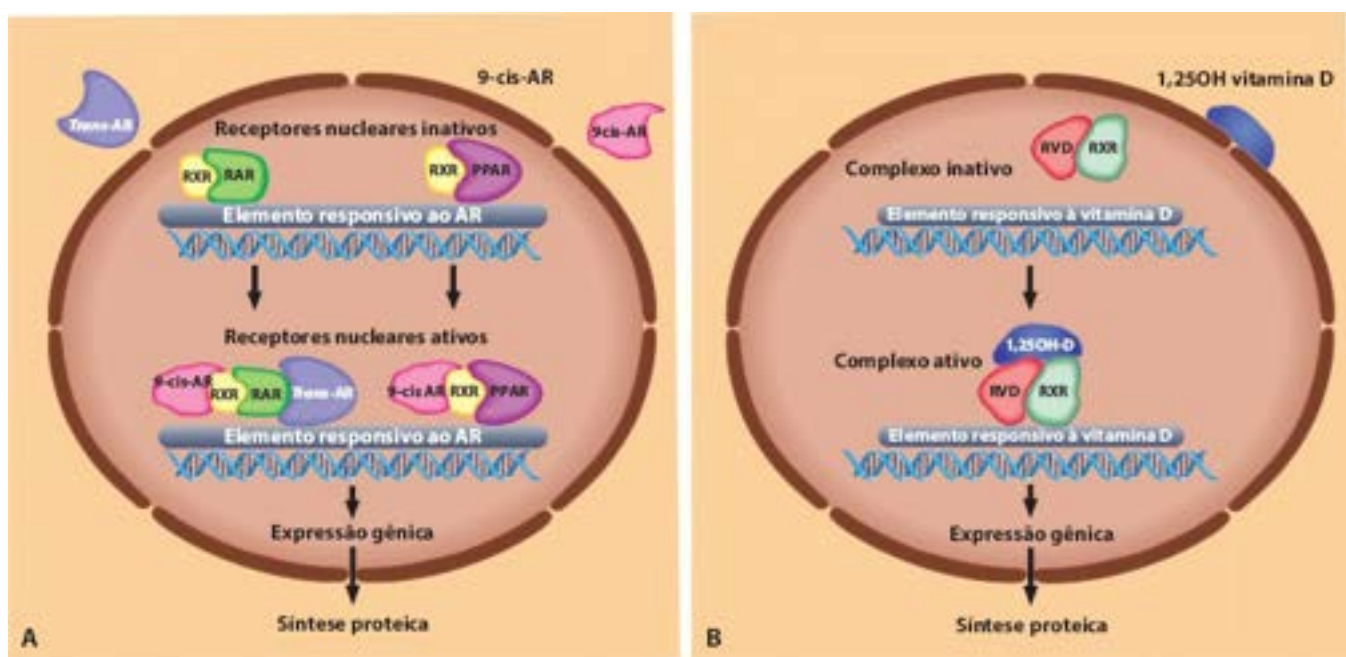 9-cis-AR
Trans-AR
9cis-AR
Receptores nucleares inativos
RXR
RAR
RXR
PPAR
Elemento responsivo ao AR
Receptores nucleares ativos
9-cis-AR
RXR
RAR
Trans-AR
9-cis AR
RXR
PPAR
Elemento responsivo ao AR
Expressão gênica
Síntese proteica
A
1,25OH vitamina D
RVD
RXR
Complexo inativo
Elemento responsivo à vitamina D
1,25OH-D
Complexo ativo
RVD
RXR
Elemento responsivo à vitamina D
Expressão gênica
Síntese proteica
B